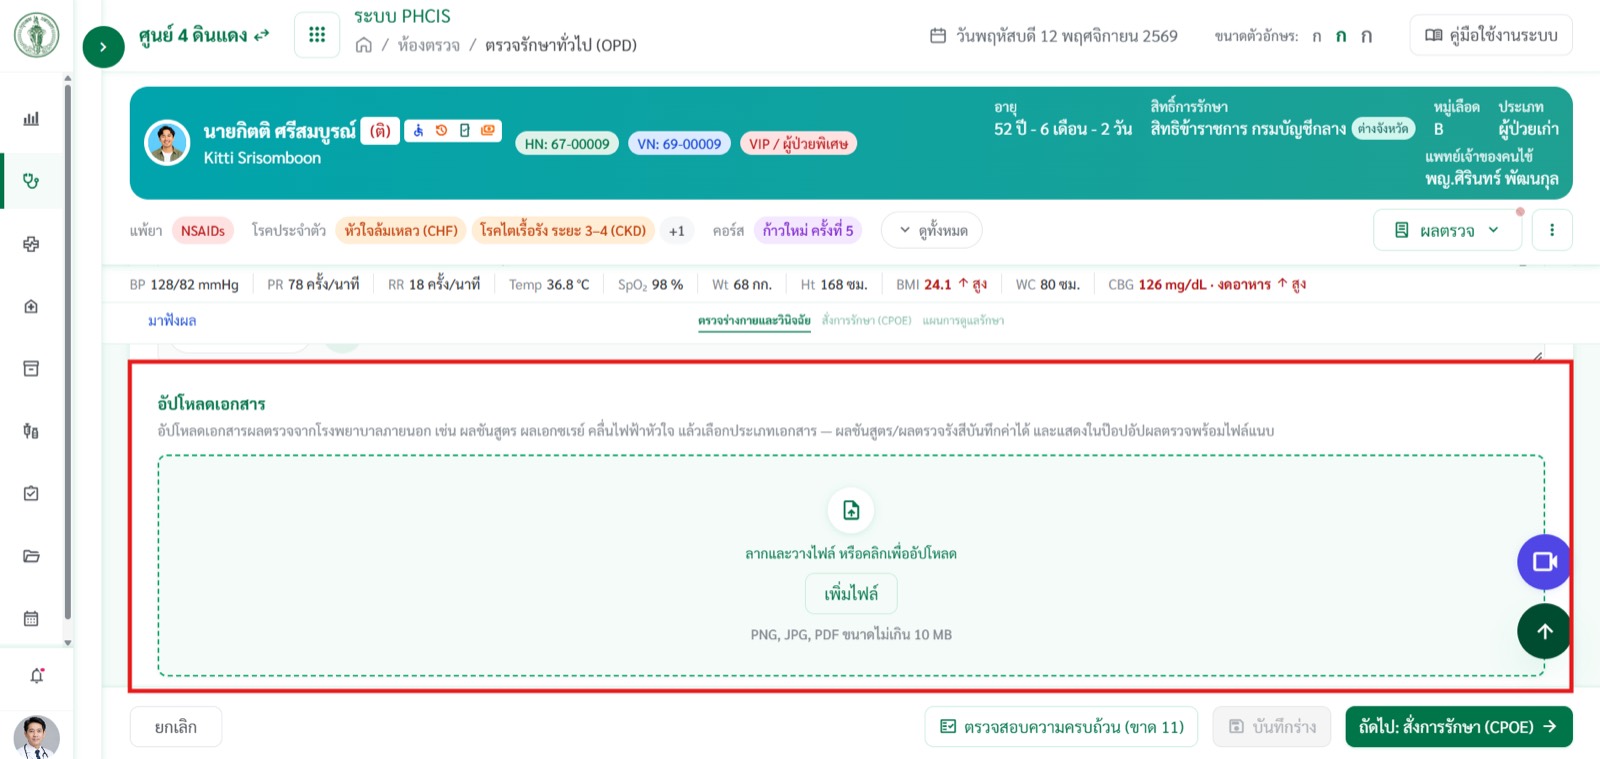 ศูนย์ 4 ดินแดง
ระบบ PHCIS
ห้องตรวจ / ตรวจรักษาทั่วไป (OPD)
วันพฤหัสบดี 12 พฤศจิกายน 2569
ขนาดตัวอักษร: ก ก ก
คู่มือใช้งานระบบ
นายกิตติ ศรีสมบูรณ์ (ติ)
Kitti Srisomboon
HN: 67-00009
VN: 69-00009
VIP / ผู้ป่วยพิเศษ
อายุ
52 ปี - 6 เดือน - 2 วัน
สิทธิ์การรักษา
สิทธิข้าราชการ กรมบัญชีกลาง ต่างจังหวัด
หมู่เลือด
B
ประเภท
ผู้ป่วยเก่า
แพทย์เจ้าของคนไข้
พญ.ศิรินทร์ พัฒนกุล
แพ้ยา NSAIDs โรคประจำตัว หัวใจล้มเหลว (CHF) โรคไตเรื้อรัง ระยะ 3–4 (CKD) +1 คอร์ส ก้าวใหม่ ครั้งที่ 5 ดูทั้งหมด
ผลตรวจ
BP 128/82 mmHg PR 78 ครั้ง/นาที RR 18 ครั้ง/นาที Temp 36.8 °C SpO₂ 98 % Wt 68 กก. Ht 168 ซม. BMI 24.1 ↑ สูง WC 80 ซม. CBG 126 mg/dL · งดอาหาร ↑ สูง
มาฟังผล
ตรวจร่างกายและวินิจฉัย สั่งการรักษา (CPOE) แผนการดูแลรักษา
อัปโหลดเอกสาร
อัปโหลดเอกสารผลตรวจจากโรงพยาบาลภายนอก เช่น ผลชันสูตร ผลเอกซเรย์ คลื่นไฟฟ้าหัวใจ แล้วเลือกประเภทเอกสาร — ผลชันสูตร/ผลตรวจรังสีบันทึกค่าได้ และแสดงในป๊อปอัปผลตรวจพร้อมไฟล์แนบ
ลากและวางไฟล์ หรือคลิกเพื่ออัปโหลด
เพิ่มไฟล์
PNG, JPG, PDF ขนาดไม่เกิน 10 MB
ยกเลิก
ตรวจสอบความครบถ้วน (ขาด 11)
บันทึกร่าง
ถัดไป: สั่งการรักษา (CPOE) →